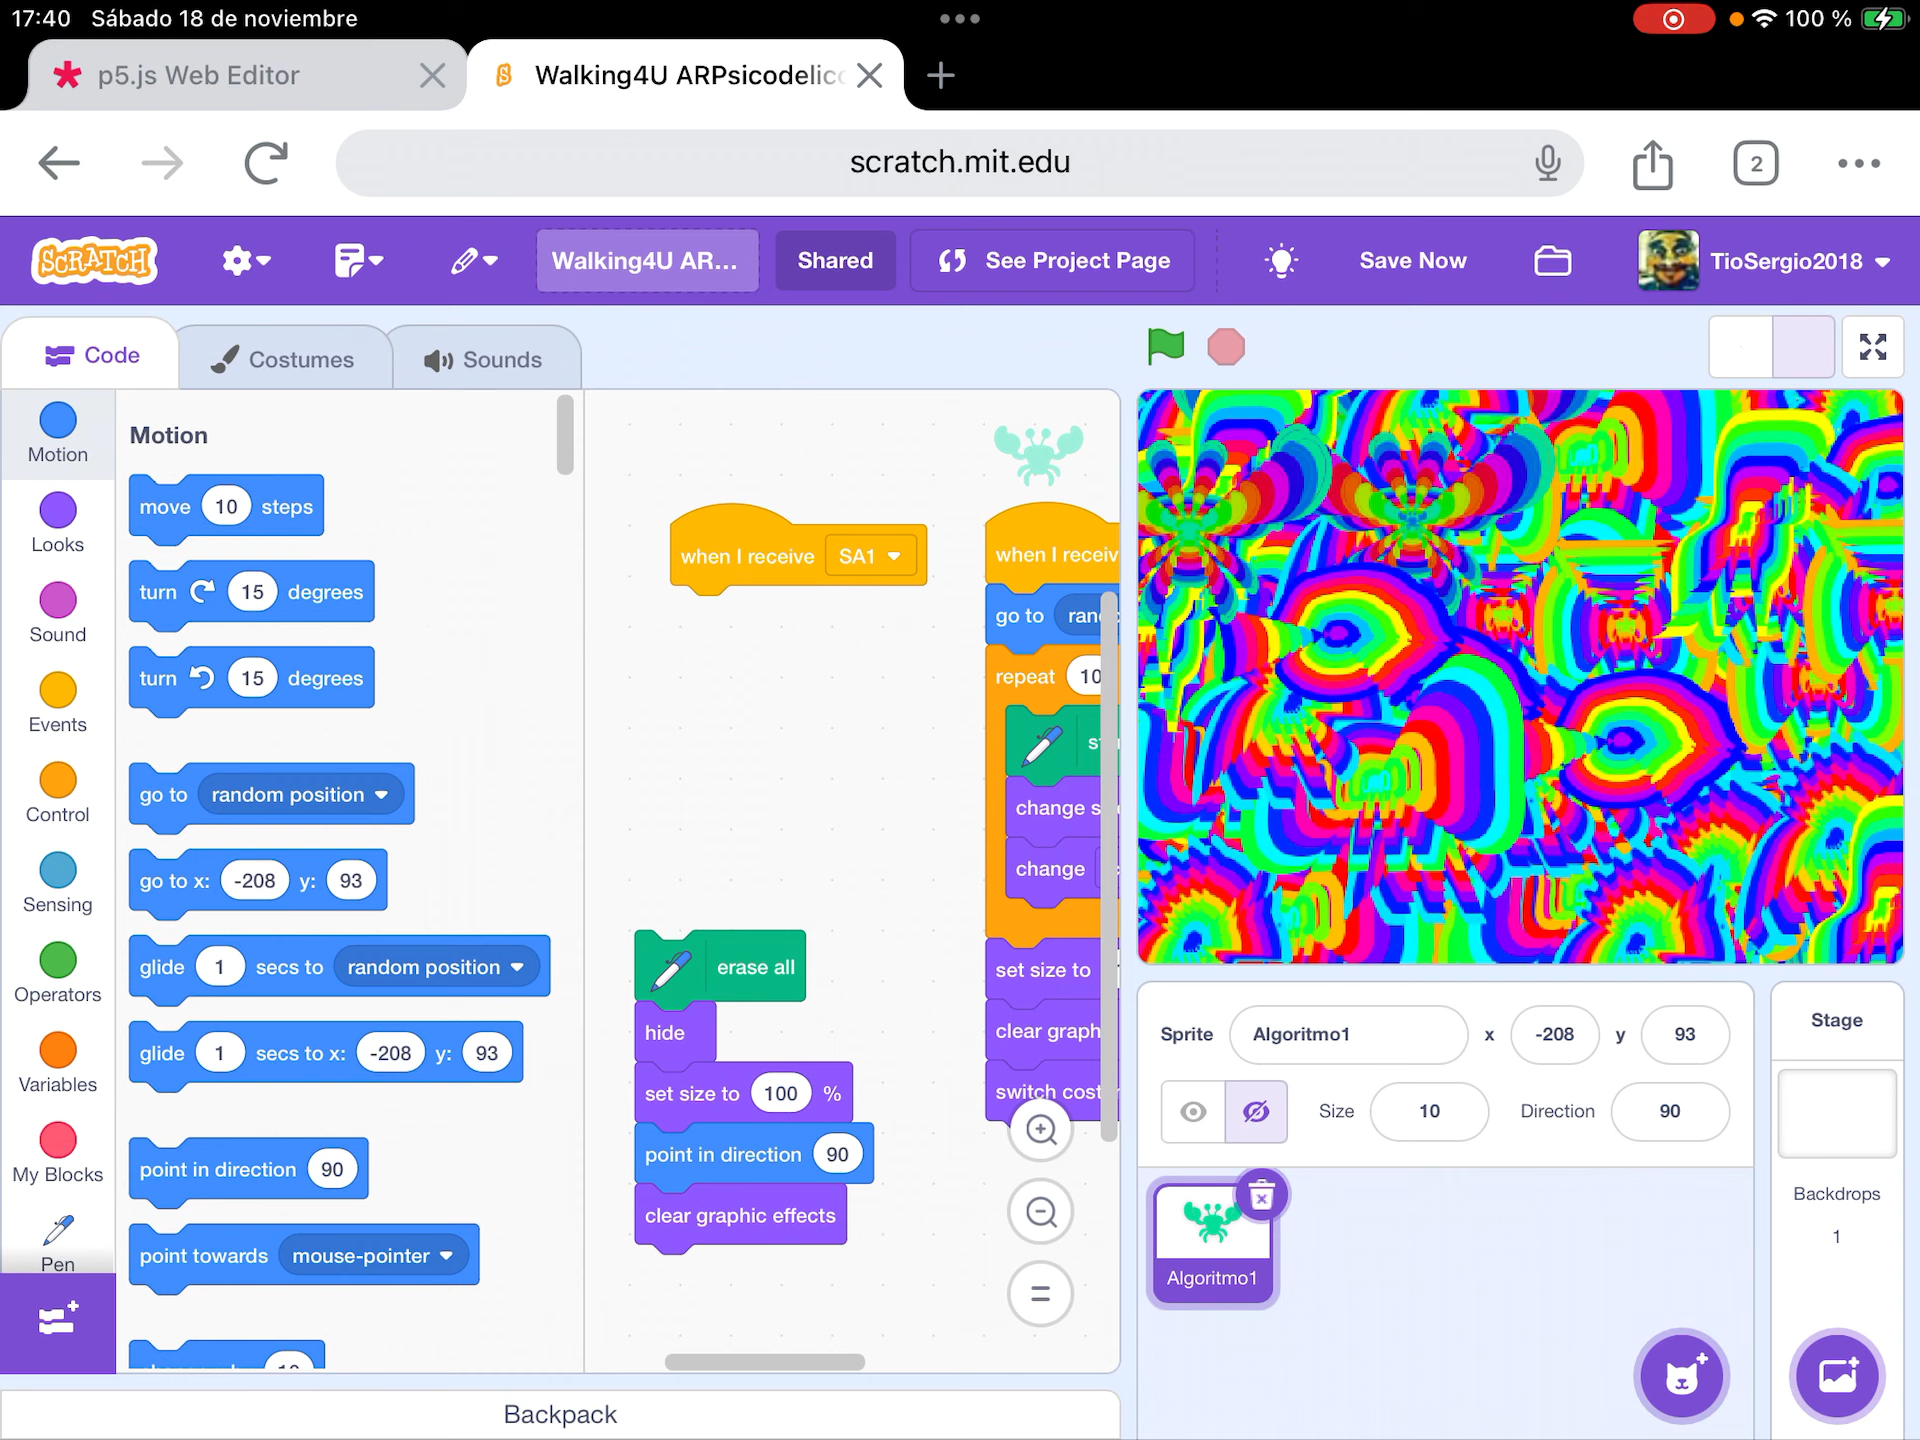 17:40 Sábado 18 de noviembre
100 %
p5.js Web Editor
Walking4U ARPsicodelico
scratch.mit.edu
2
SCRATCH
Walking4U AR...
Shared
See Project Page
Save Now
TioSergio2018
Code
Costumes
Sounds
Motion
Looks
Sound
Events
Control
Sensing
Operators
Variables
My Blocks
Pen
Motion
move 10 steps
turn 15 degrees
turn 15 degrees
go to random position
go to x: -208 y: 93
glide 1 secs to random position
glide 1 secs to x: -208 y: 93
point in direction 90
point towards mouse-pointer
10
when I receive SA1
erase all
hide
set size to 100 %
point in direction 90
clear graphic effects
when I receiv
go to ran
repeat 10
s
change s
change
set size to
clear graph
switch cost
Sprite Algoritmo1 x -208 y 93
Size 10 Direction 90
Algoritmo1
Stage
Backdrops
1
Backpack